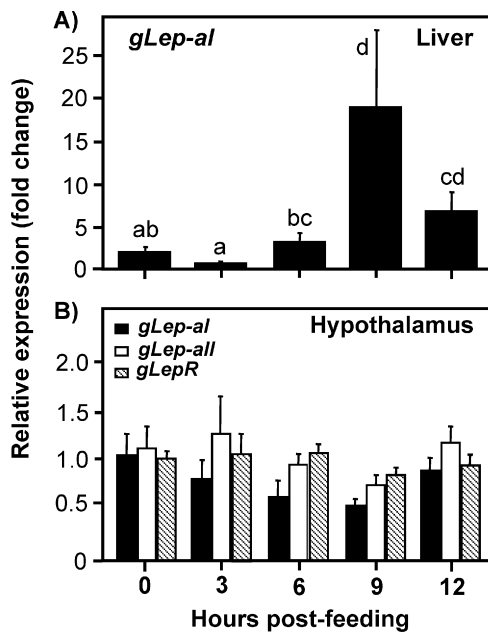 A)
gLep-aI
Liver
Relative expression (fold change)
25
20
15
10
5
0
ab
a
bc
d
cd
B)
Hypothalamus
gLep-aI
gLep-aII
gLepR
2.0
1.5
1.0
0.5
0
0 3 6 9 12
Hours post-feeding